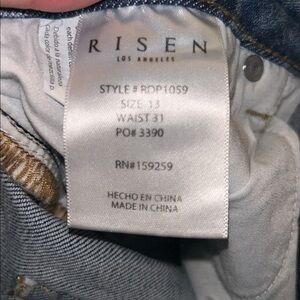 RISEN
LOS ANGELES
STYLE# RDP1059
SIZE 13
WAIST 31
PO# 3390
RN#159259
HECHO EN CHINA
MADE IN CHINA